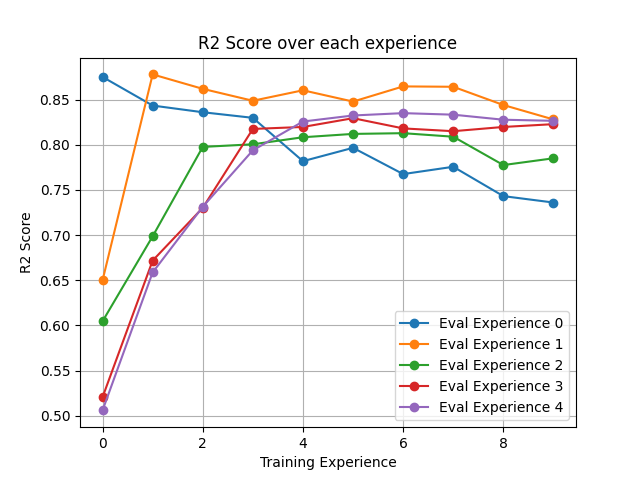 R2 Score over each experience
0.85
0.80
0.75
0.70
0.65
0.60
0.55
0.50
R2 Score
Eval Experience 0
Eval Experience 1
Eval Experience 2
Eval Experience 3
Eval Experience 4
0 2 4 6 8
Training Experience